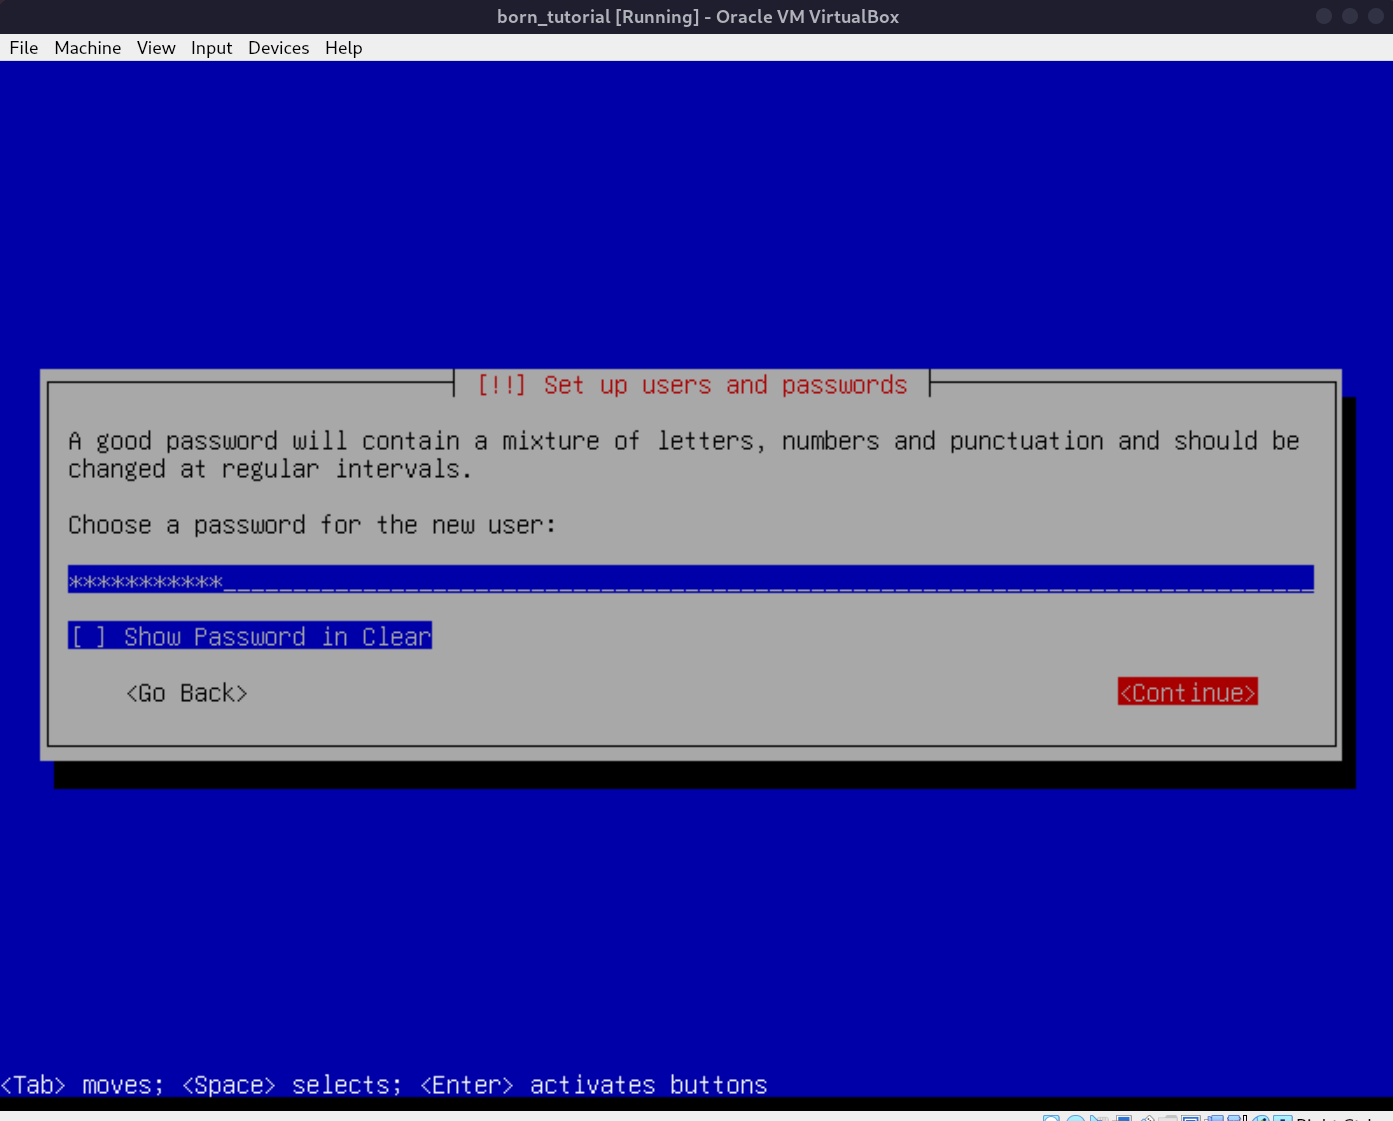 born_tutorial [Running] - Oracle VM VirtualBox
File Machine View Input Devices Help
[!!] Set up users and passwords
A good password will contain a mixture of letters, numbers and punctuation and should be
changed at regular intervals.
Choose a password for the new user:
***********
[ ] Show Password in Clear
<Go Back> <Continue>
<Tab> moves; <Space> selects; <Enter> activates buttons